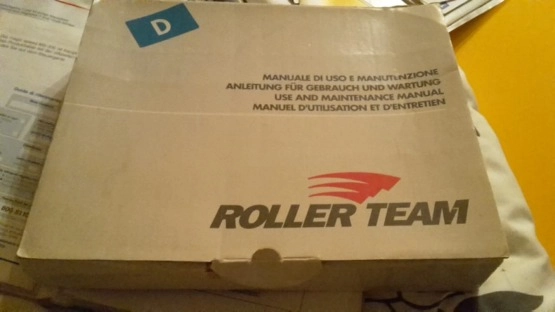 D
MANUALE DI USO E MANUTENZIONE
ANLEITUNG FÜR GEBRAUCH UND WARTUNG
USE AND MAINTENANCE MANUAL
MANUEL D'UTILISATION ET D'ENTRETIEN
ROLLER TEAM